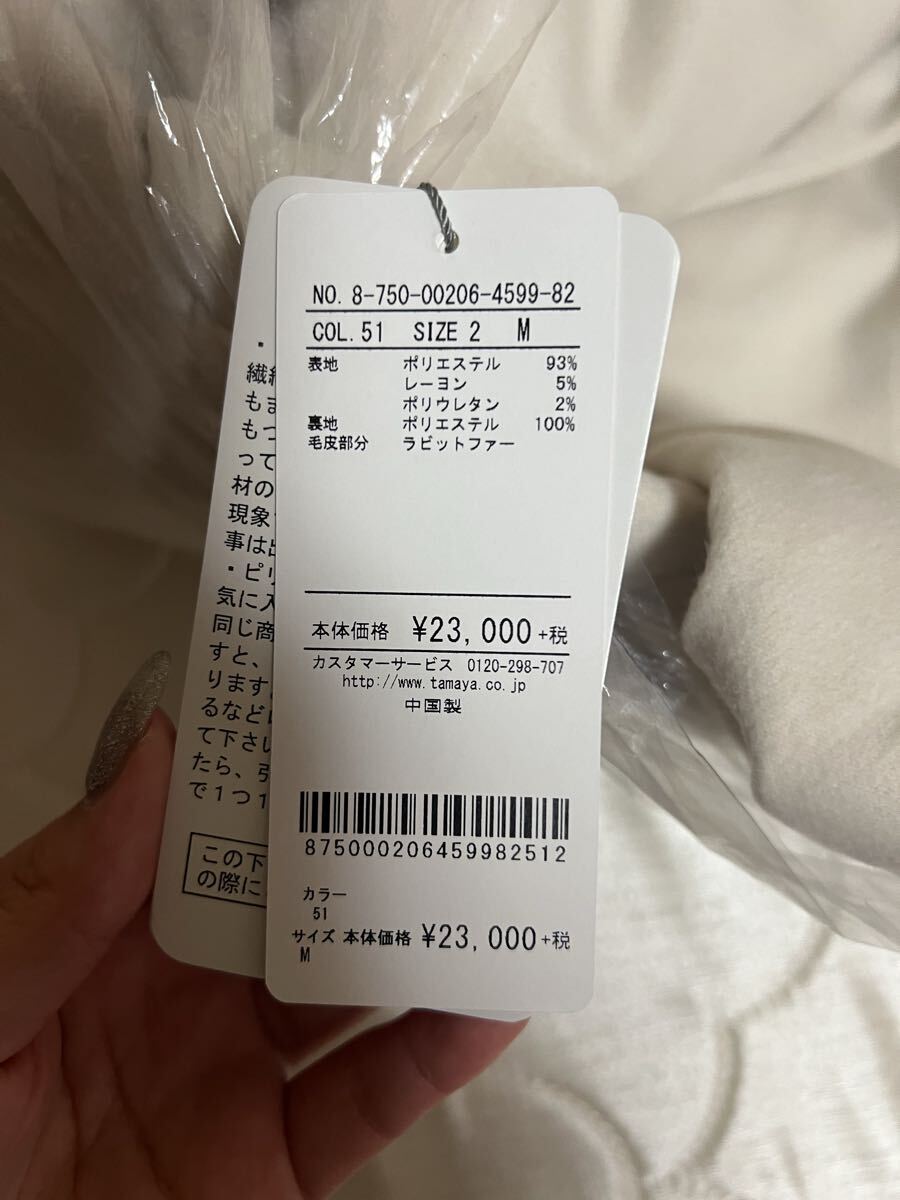 NO. 8-750-00206-4599-82
COL. 51 SIZE 2 M
表地 ポリエステル 93%
レーヨン 5%
ポリウレタン 2%
裏地 ポリエステル 100%
毛皮部分 ラビットファー
本体価格 ¥23,000+税
カスタマーサービス 0120-298-707
http://www.tamaya.co.jp
中国製
875000206459982512
カラー
51
サイズ 本体価格 ¥23,000+税
M
もつ
って
材の
現象
事は
・ピリ
気に入
同じ商
すと、
ります
るなど
て下さい
たら、引
で1つ1
この下
の際に